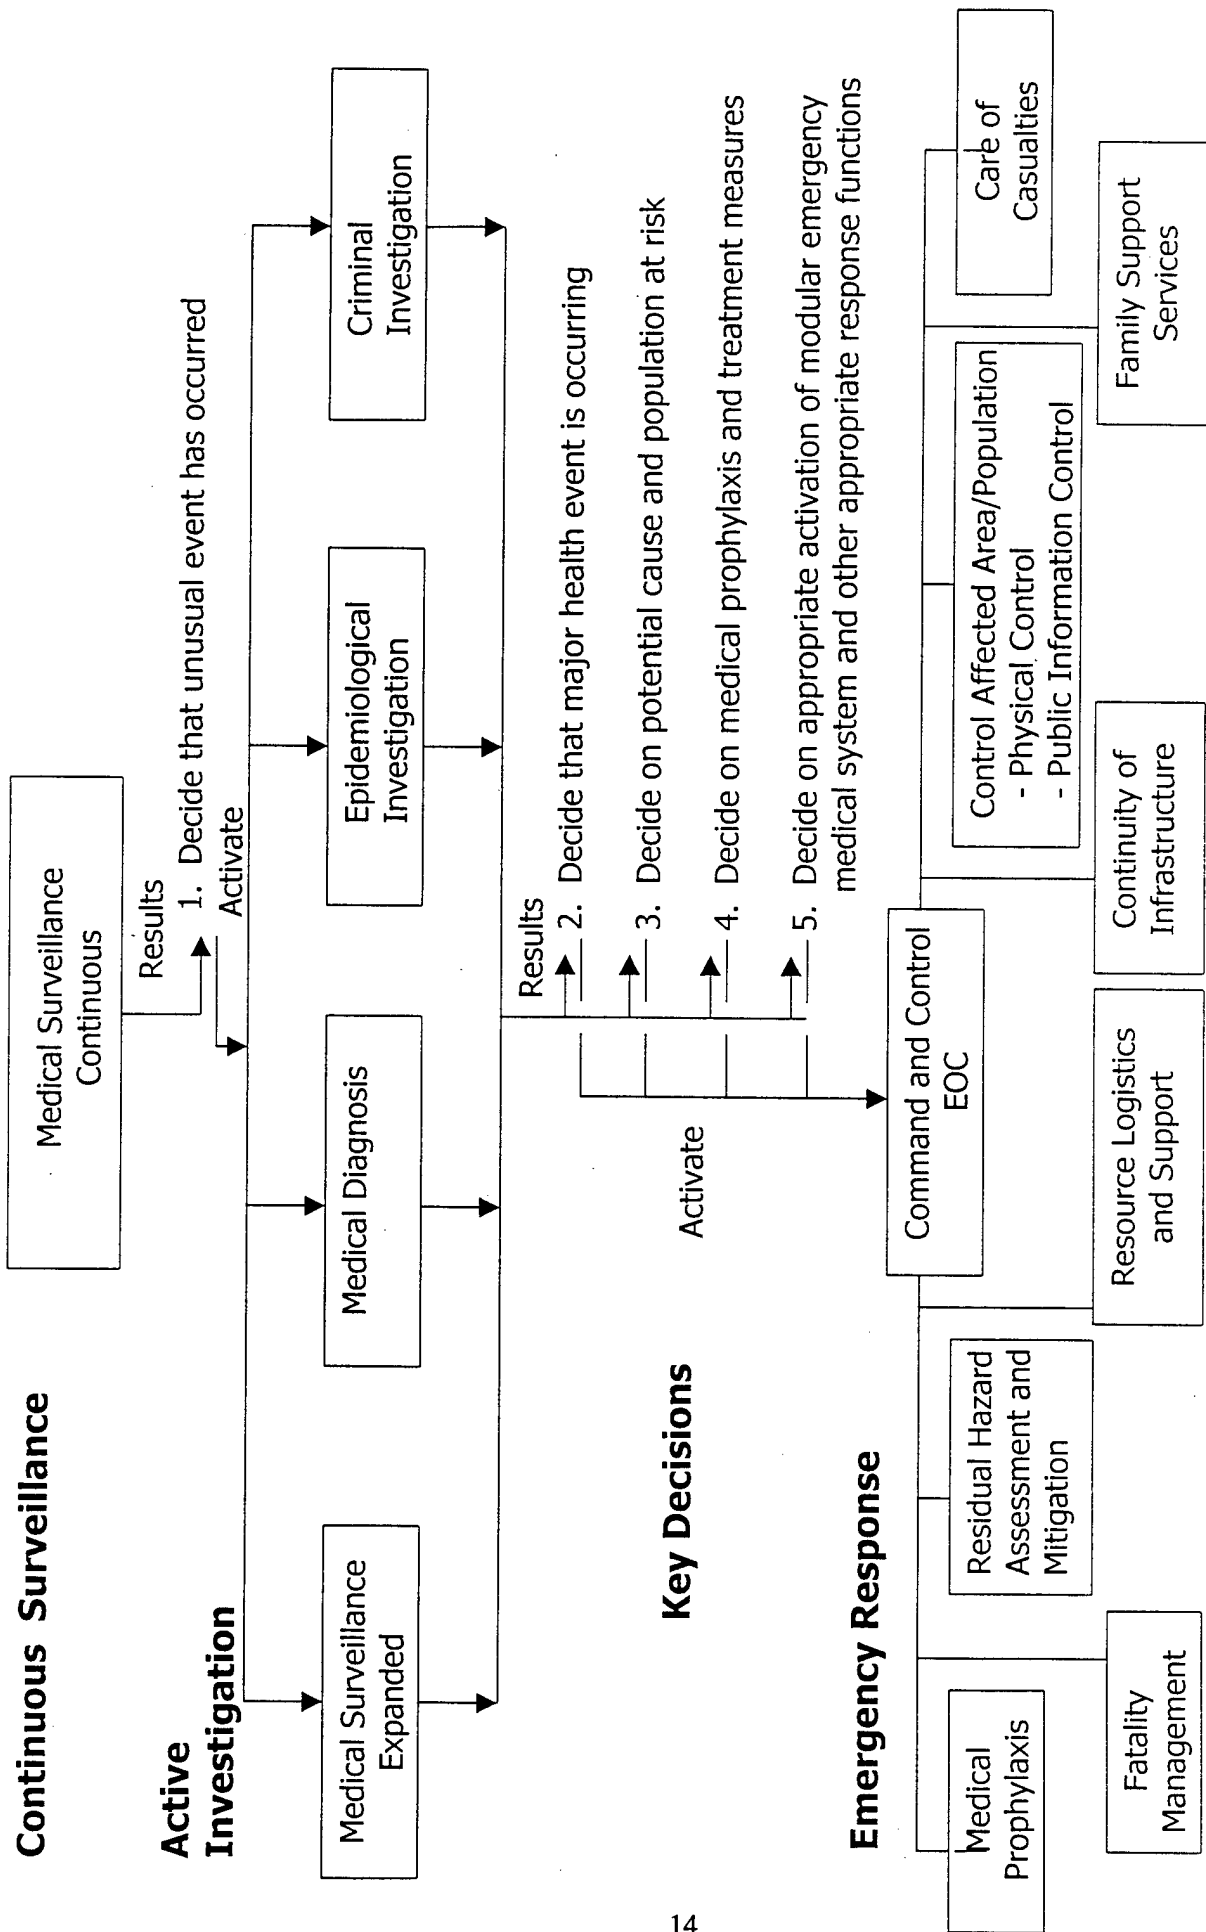 Continuous Surveillance
Medical Surveillance
Continuous
Results
1. Decide that unusual event has occurred
Activate
Active
Investigation
Medical Surveillance
Expanded
Medical Diagnosis
Epidemiological
Investigation
Criminal
Investigation
Results
2. Decide that major health event is occurring
3. Decide on potential cause and population at risk
4. Decide on medical prophylaxis and treatment measures
5. Decide on appropriate activation of modular emergency
medical system and other appropriate response functions
Key Decisions
Activate
Emergency Response
Command and Control
EOC
Medical
Prophylaxis
Fatality
Management
Residual Hazard
Assessment and
Mitigation
Resource Logistics
and Support
Continuity of
Infrastructure
Control Affected Area/Population
- Physical Control
- Public Information Control
Family Support
Services
Care of
Casualties
14